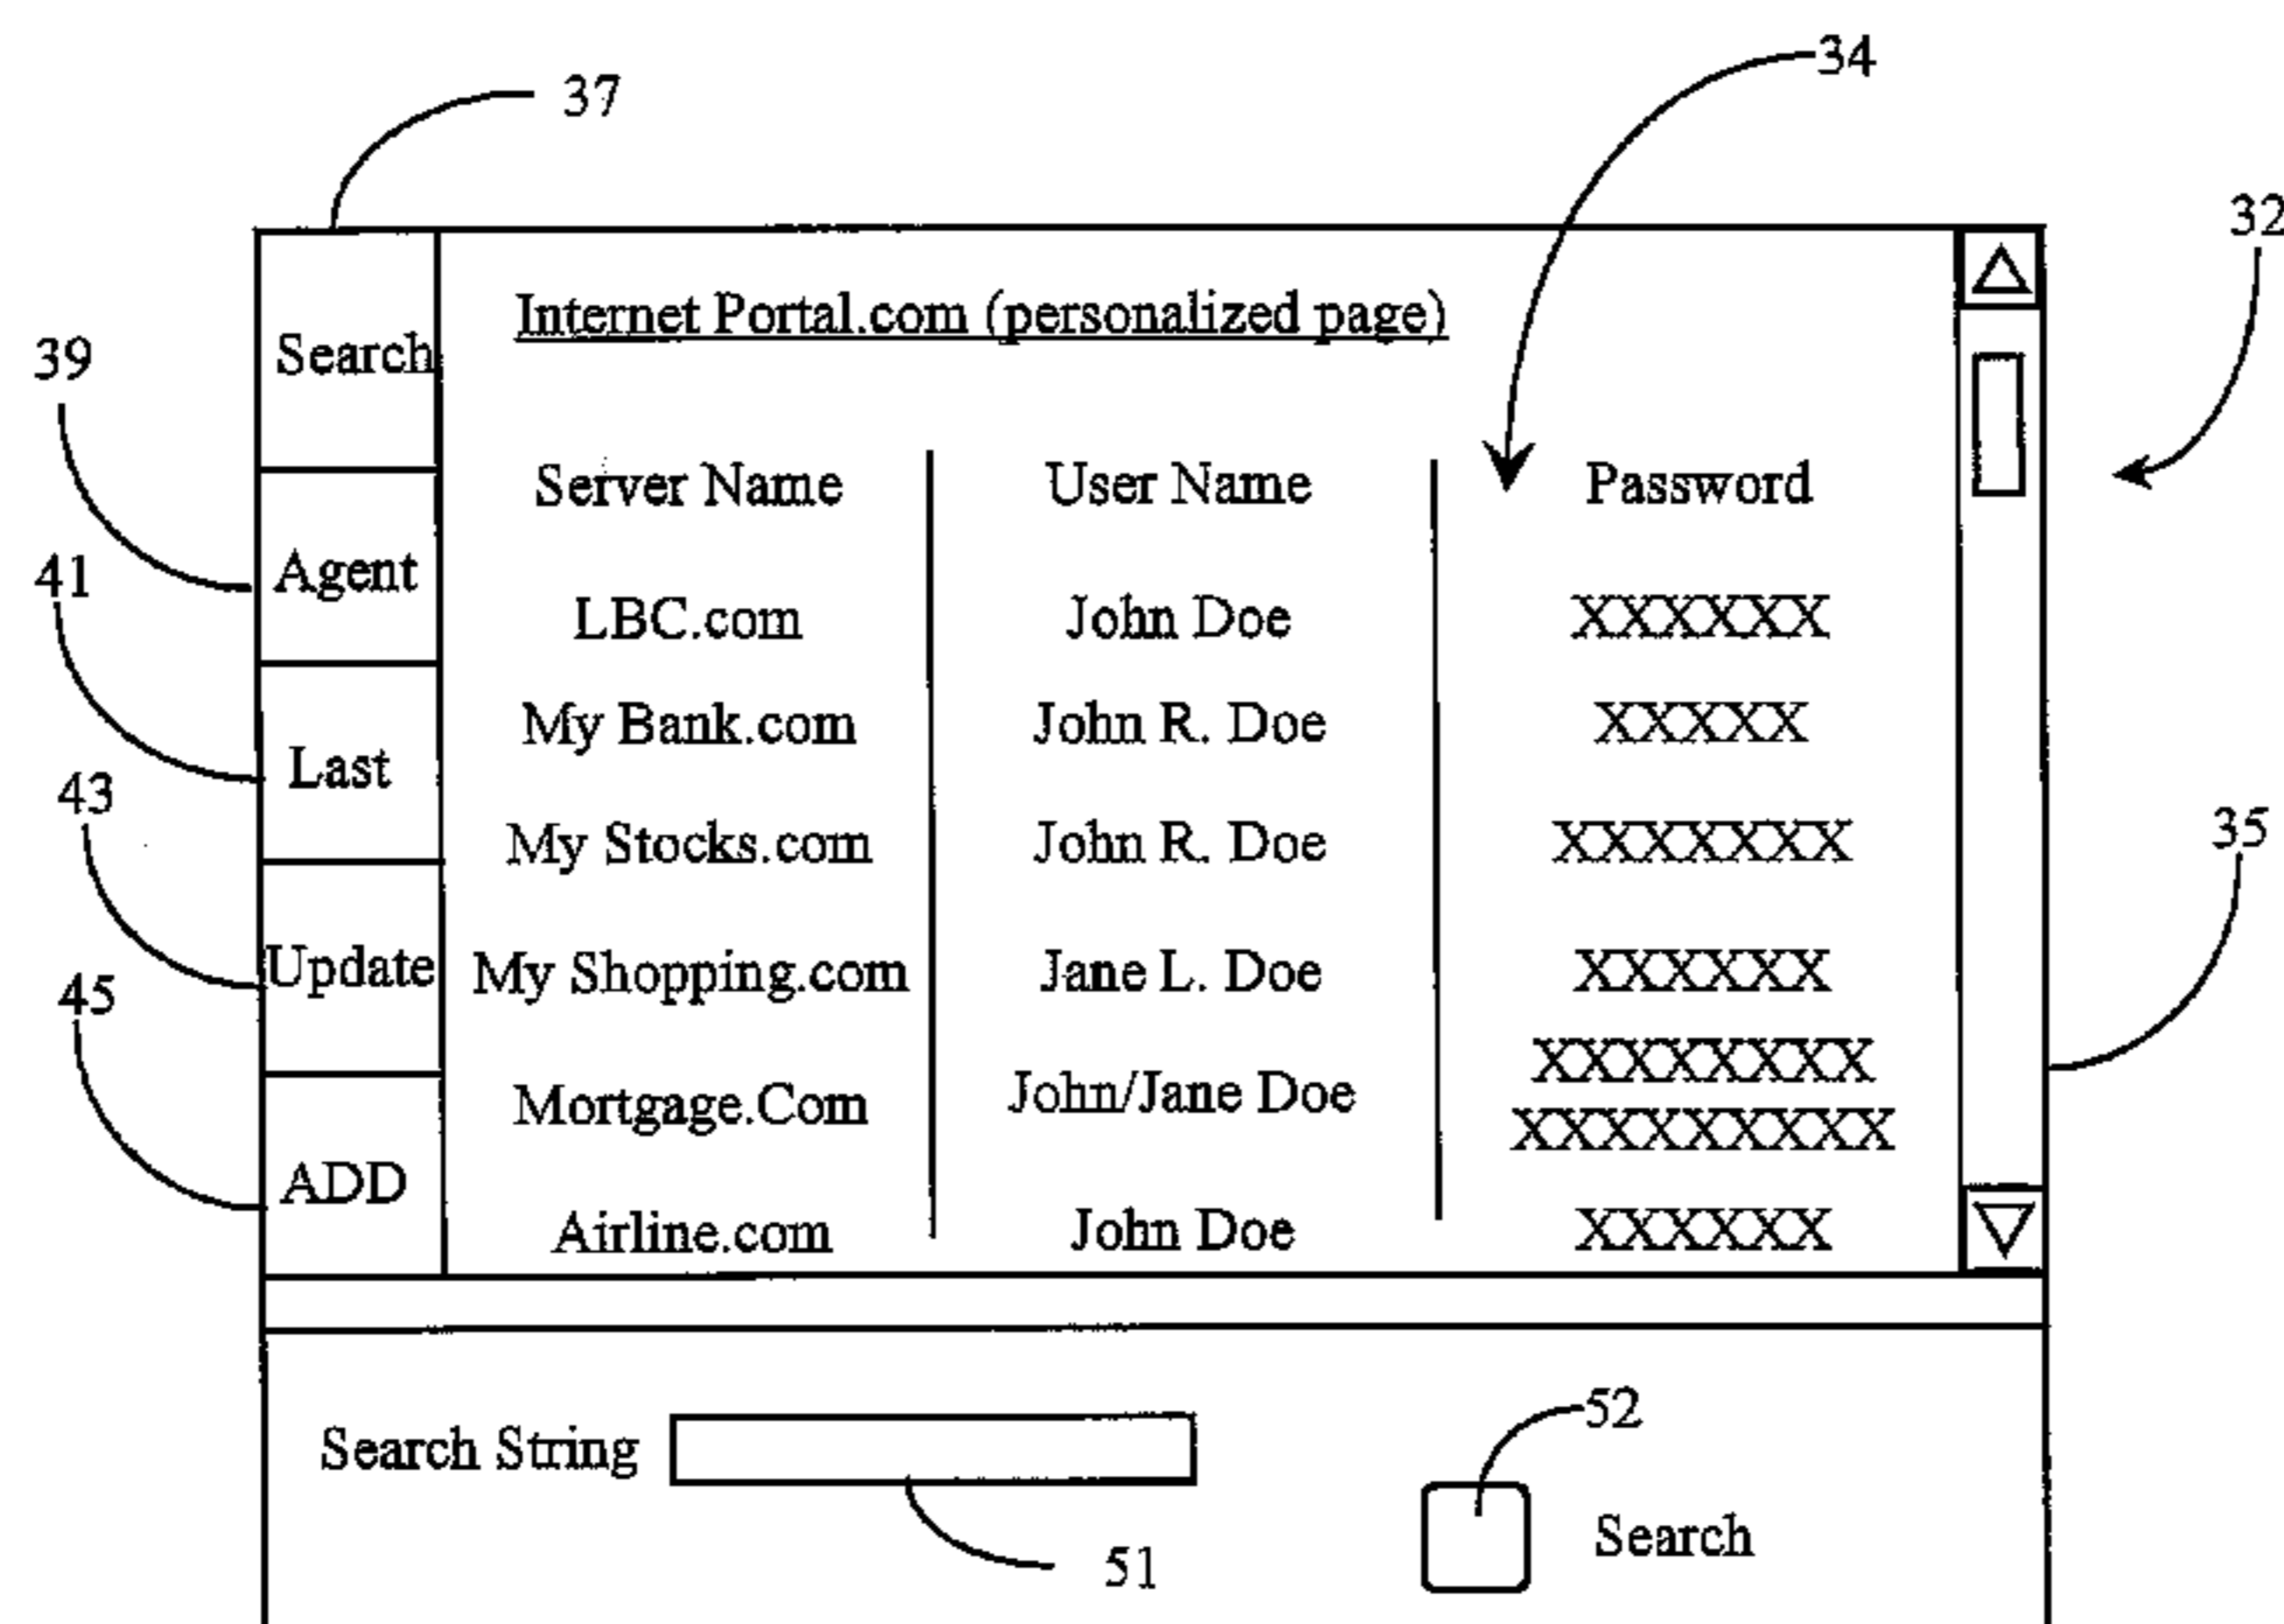 34
37
32
Internet Portal.com (personalized page)
Search
39
Server Name User Name Password
Agent
41
LBC.com John Doe XXXXXX
My Bank.com John R. Doe XXXXX
Last
43
My Stocks.com John R. Doe XXXXXXX
35
Update
45
My Shopping.com Jane L. Doe XXXXXX
XXXXXXXX
Mortgage.Com John/Jane Doe
XXXXXXXXX
ADD
Airline.com John Doe XXXXXX
52
Search String
Search
51